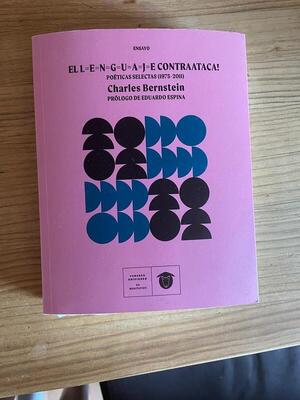 ENSAYO
EL L=E=N=G=U=A=J=E CONTRAATACA!
POÉTICAS SELECTAS (1975-2011)
Charles Bernstein
PRÓLOGO DE EDUARDO ESPINA